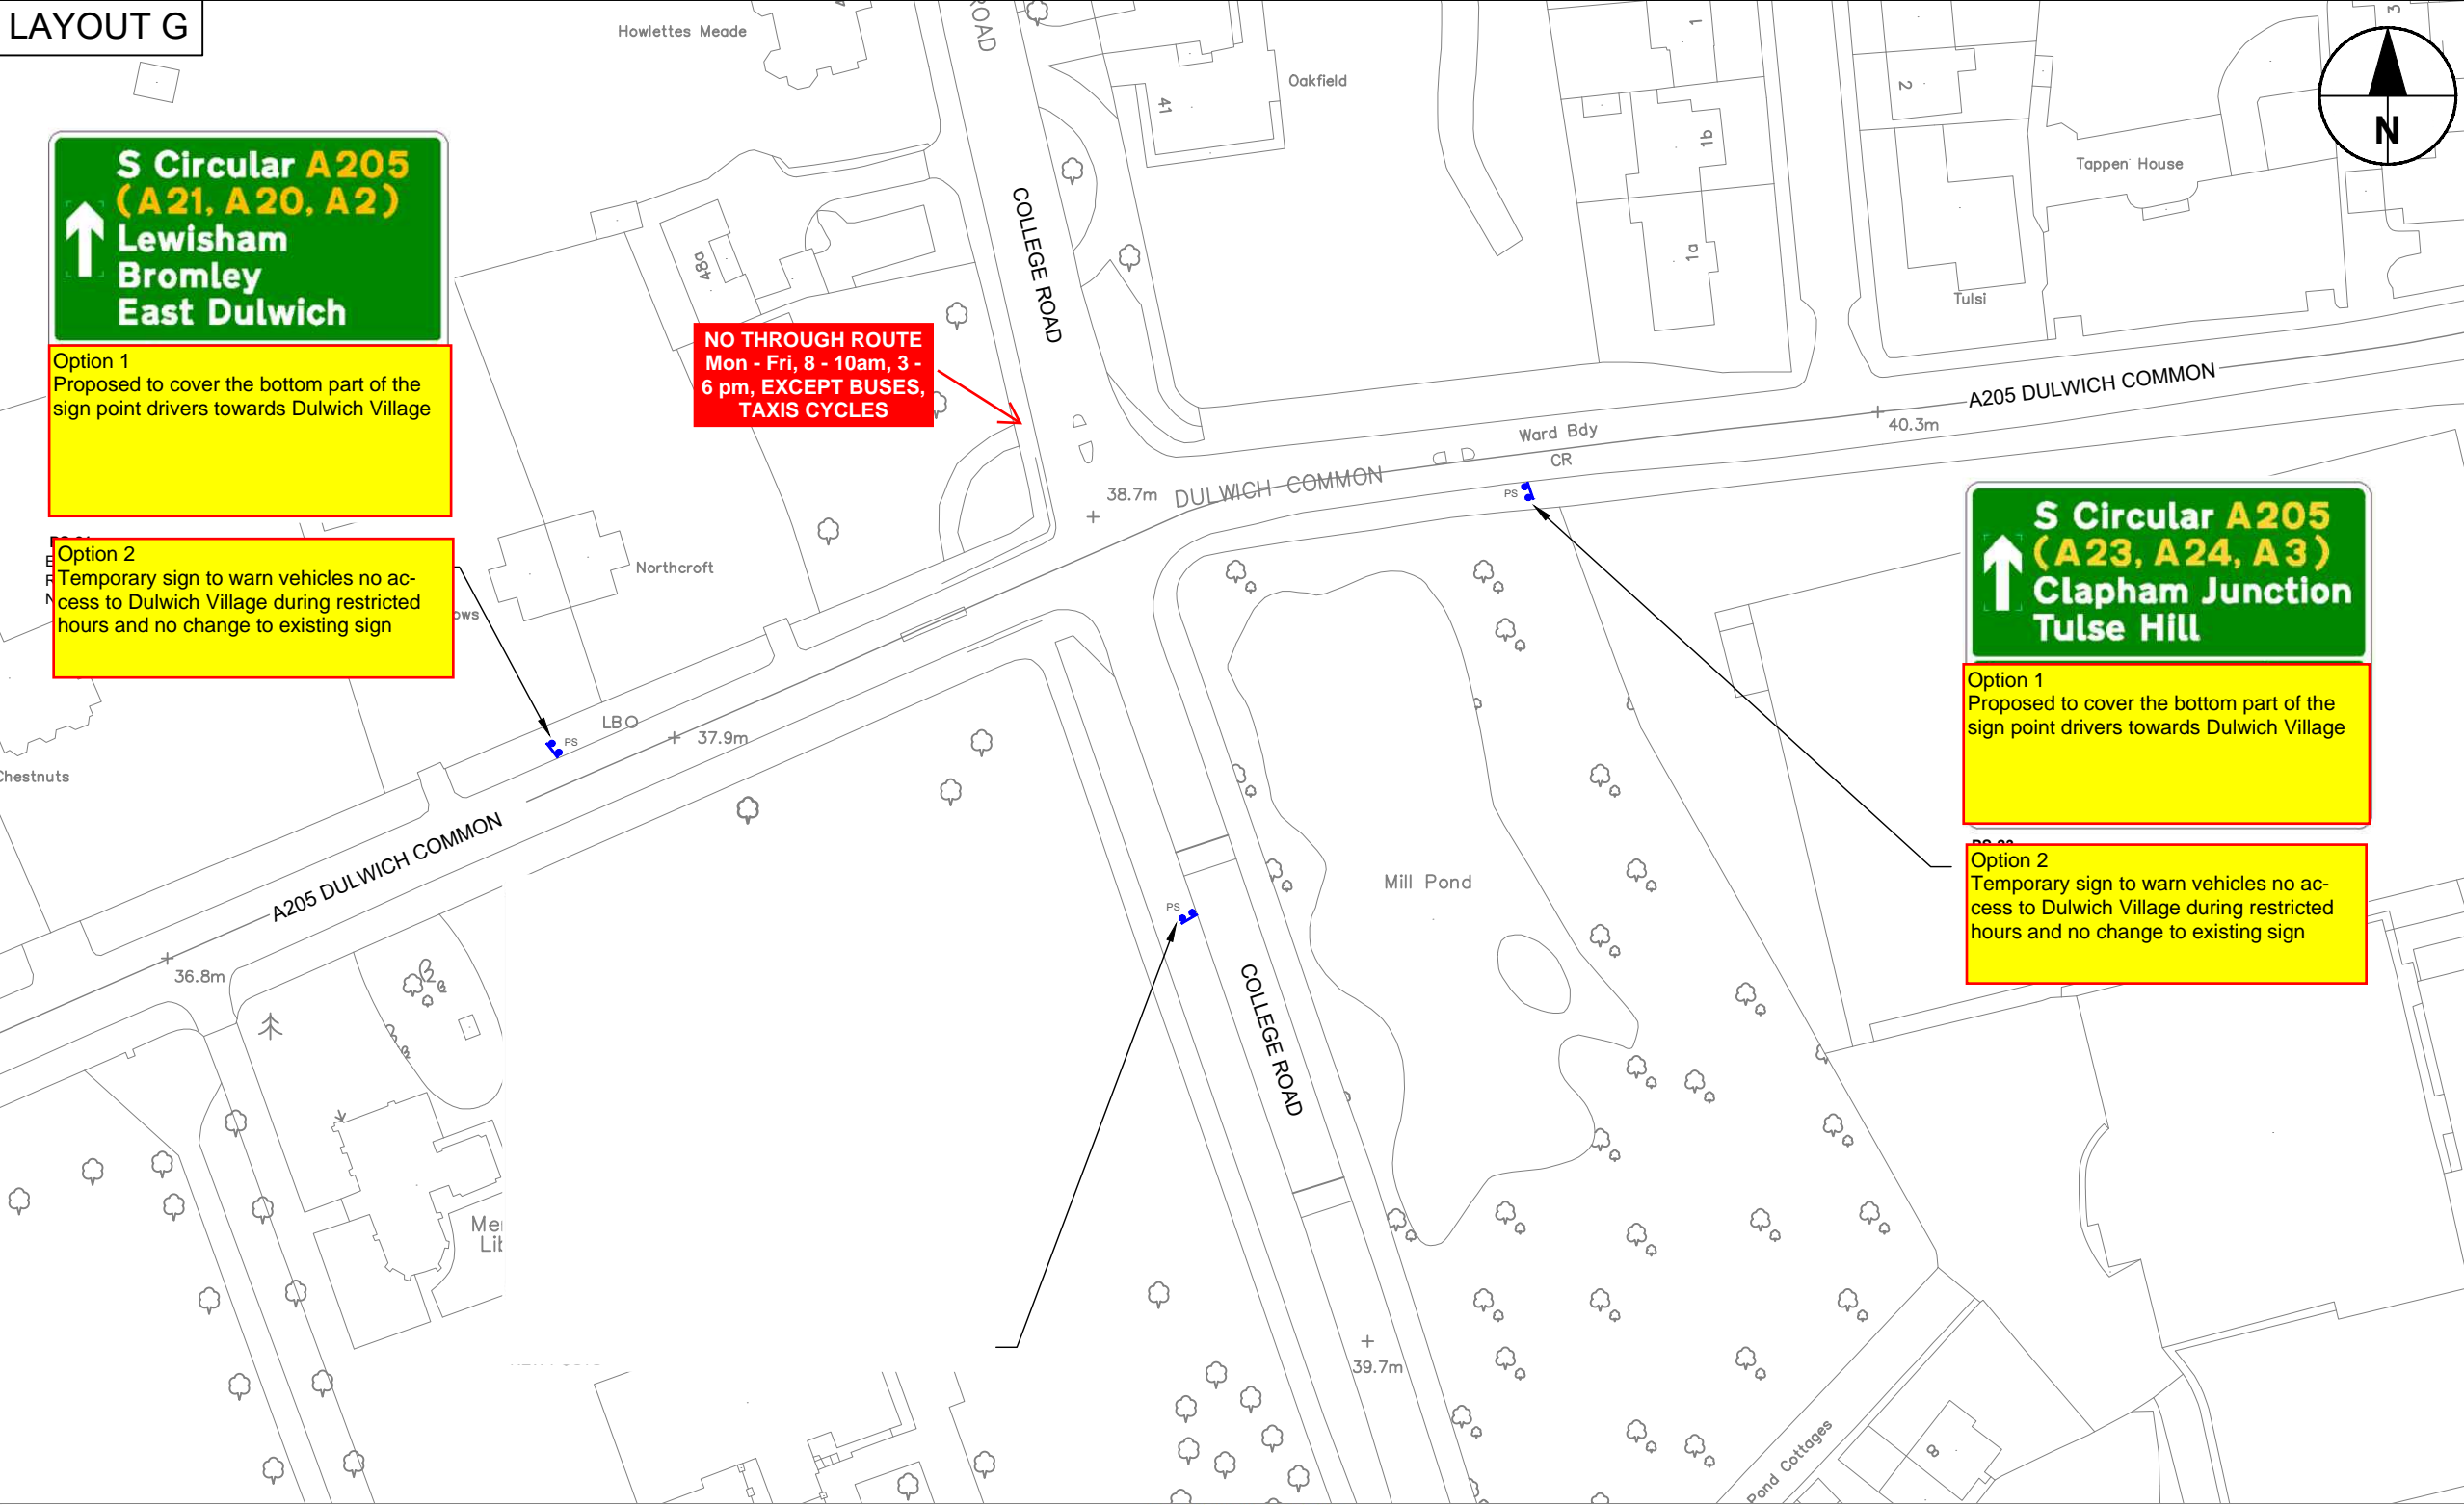 LAYOUT G
Howlettes Meade
ROAD
41
Oakfield
1
1b
1a
2
3
Tappen House
Tulsi
N
S Circular A205
(A21, A20, A2)
Lewisham
Bromley
East Dulwich
Option 1
Proposed to cover the bottom part of the
sign point drivers towards Dulwich Village
Option 2
Temporary sign to warn vehicles no ac-
cess to Dulwich Village during restricted
hours and no change to existing sign
48a
COLLEGE ROAD
NO THROUGH ROUTE
Mon - Fri, 8 - 10am, 3 -
6 pm, EXCEPT BUSES,
TAXIS CYCLES
A205 DULWICH COMMON
40.3m
Ward Bdy
CR
DULWICH COMMON
38.7m
PS
Northcroft
S Circular A205
(A23, A24, A3)
Clapham Junction
Tulse Hill
Option 1
Proposed to cover the bottom part of the
sign point drivers towards Dulwich Village
Option 2
Temporary sign to warn vehicles no ac-
cess to Dulwich Village during restricted
hours and no change to existing sign
LBO
PS
37.9m
Chestnuts
A205 DULWICH COMMON
36.8m
Mill Pond
PS
COLLEGE ROAD
39.7m
Pond Cottages
8